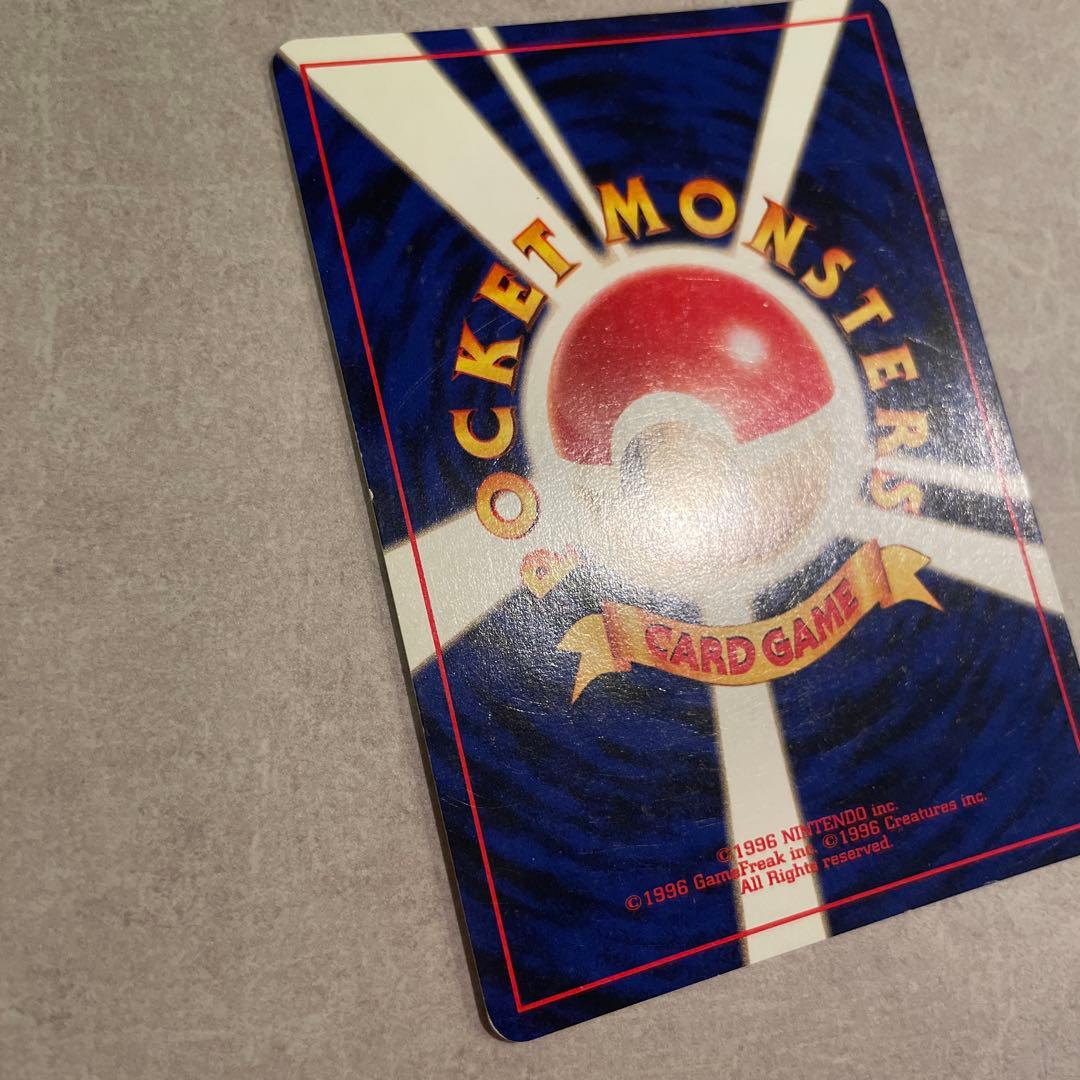 POCKET MONSTERS
CARD GAME
©1996 NINTENDO inc.
©1996 GameFreak inc. ©1996 Creatures inc.
All Rights reserved.